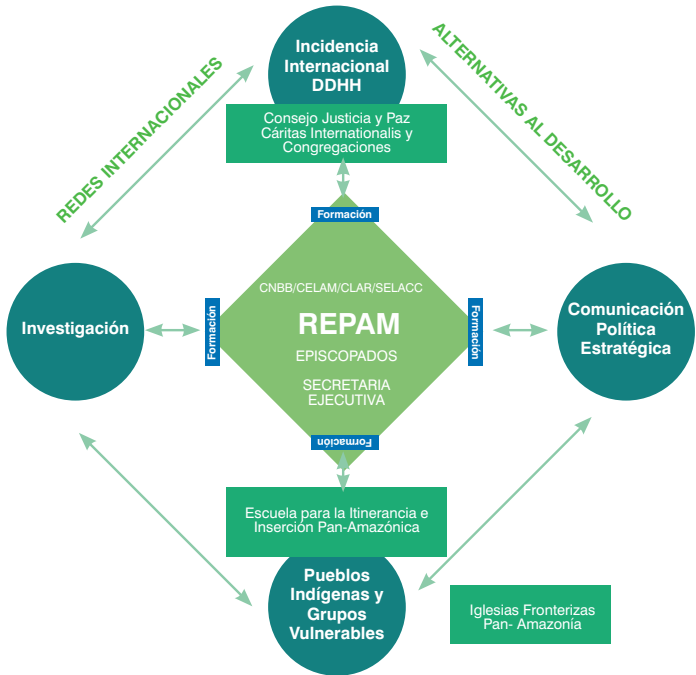 Incidencia
Internacional
DDHH
REDES INTERNACIONALES
ALTERNATIVAS AL DESARROLLO
Consejo Justicia y Paz
Cáritas Internationalis y
Congregaciones
Formación
CNBB/CELAM/CLAR/SELACC
REPAM
EPISCOPADOS
SECRETARIA
EJECUTIVA
Investigación
Formación
Formación
Comunicación
Política
Estratégica
Formación
Escuela para la Itinerancia e
Inserción Pan-Amazónica
Pueblos
Indígenas y
Grupos
Vulnerables
Iglesias Fronterizas
Pan- Amazonía